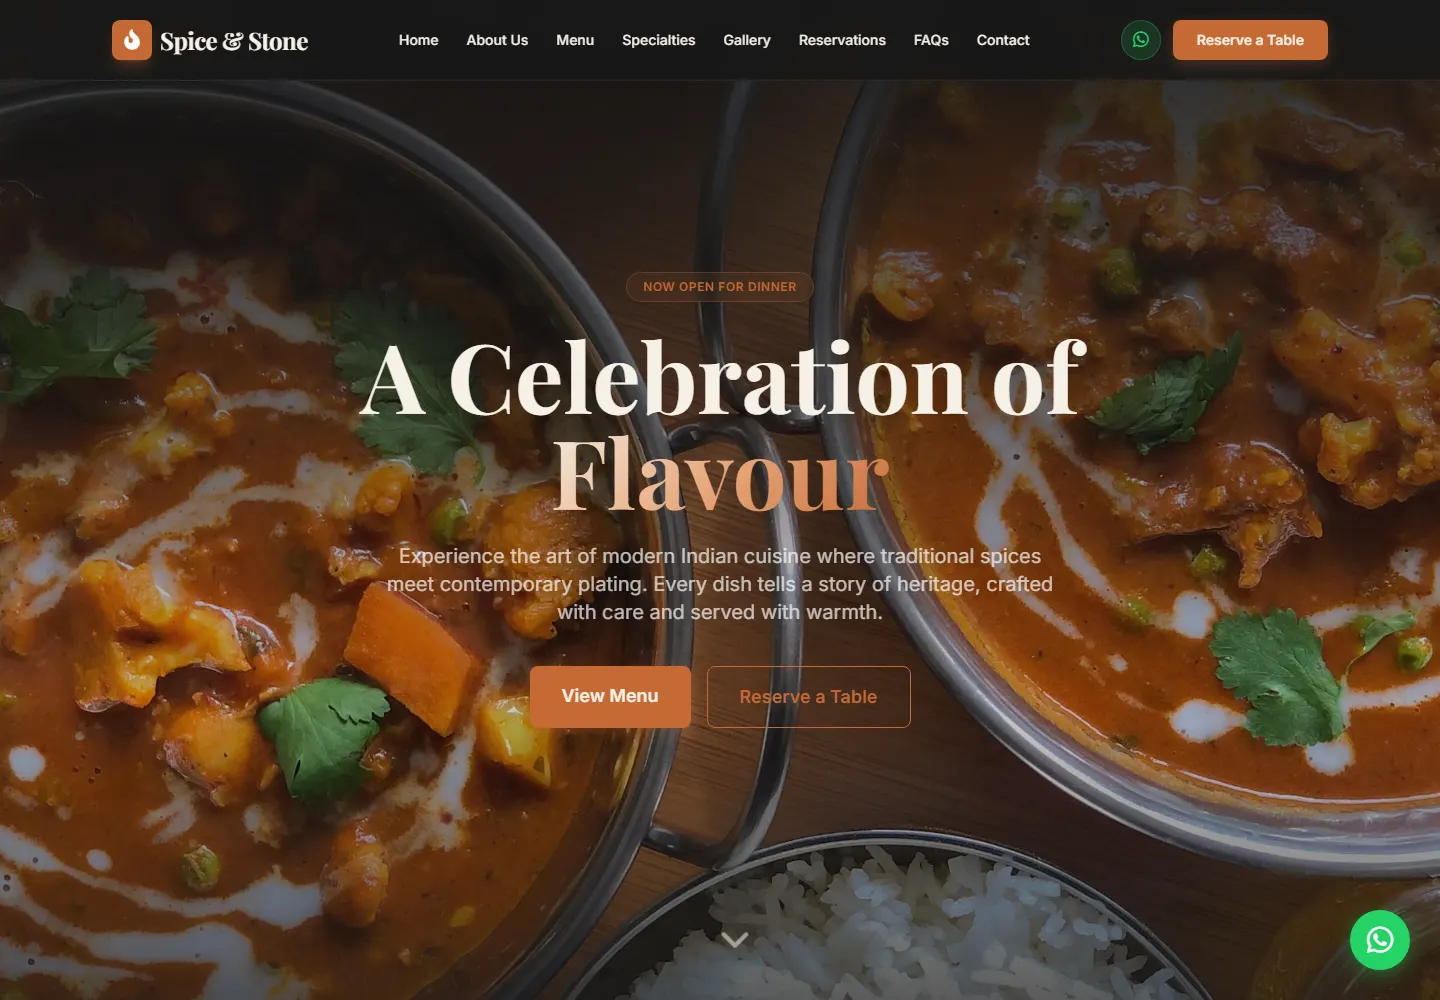 Spice & Stone
Home
About Us
Menu
Specialties
Gallery
Reservations
FAQs
Contact
Reserve a Table
NOW OPEN FOR DINNER
A Celebration of
Flavour
Experience the art of modern Indian cuisine where traditional spices
meet contemporary plating. Every dish tells a story of heritage, crafted
with care and served with warmth.
View Menu
Reserve a Table